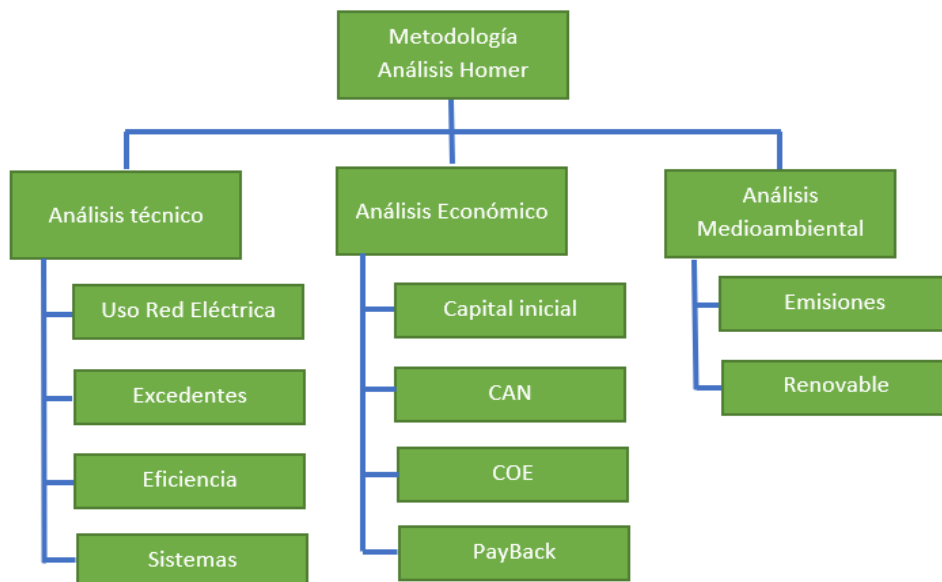 Metodología
Análisis Homer
Análisis técnico
Uso Red Eléctrica
Excedentes
Eficiencia
Sistemas
Análisis Económico
Capital inicial
CAN
COE
PayBack
Análisis
Medioambiental
Emisiones
Renovable